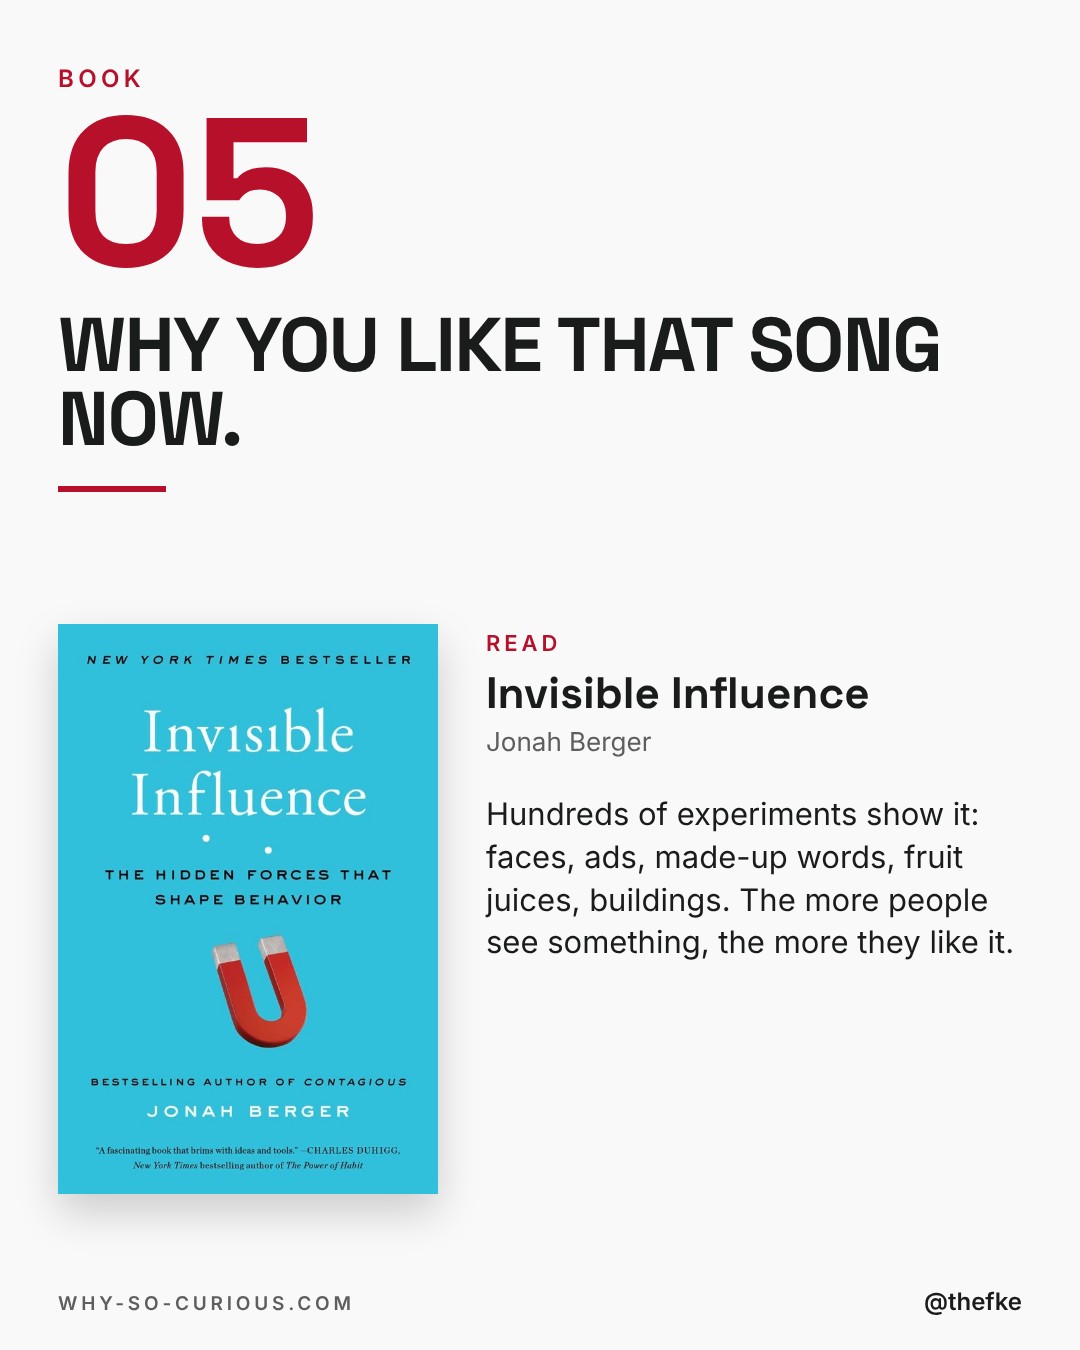 BOOK
05
WHY YOU LIKE THAT SONG
NOW.
NEW YORK TIMES BESTSELLER
Invisible
Influence
THE HIDDEN FORCES THAT
SHAPE BEHAVIOR
BESTSELLING AUTHOR OF CONTAGIOUS
JONAH BERGER
"A fascinating book that brims with ideas and tools." —CHARLES DUHIGG,
New York Times bestselling author of The Power of Habit
READ
Invisible Influence
Jonah Berger
Hundreds of experiments show it:
faces, ads, made-up words, fruit
juices, buildings. The more people
see something, the more they like it.
WHY-SO-CURIOUS.COM
@thefke